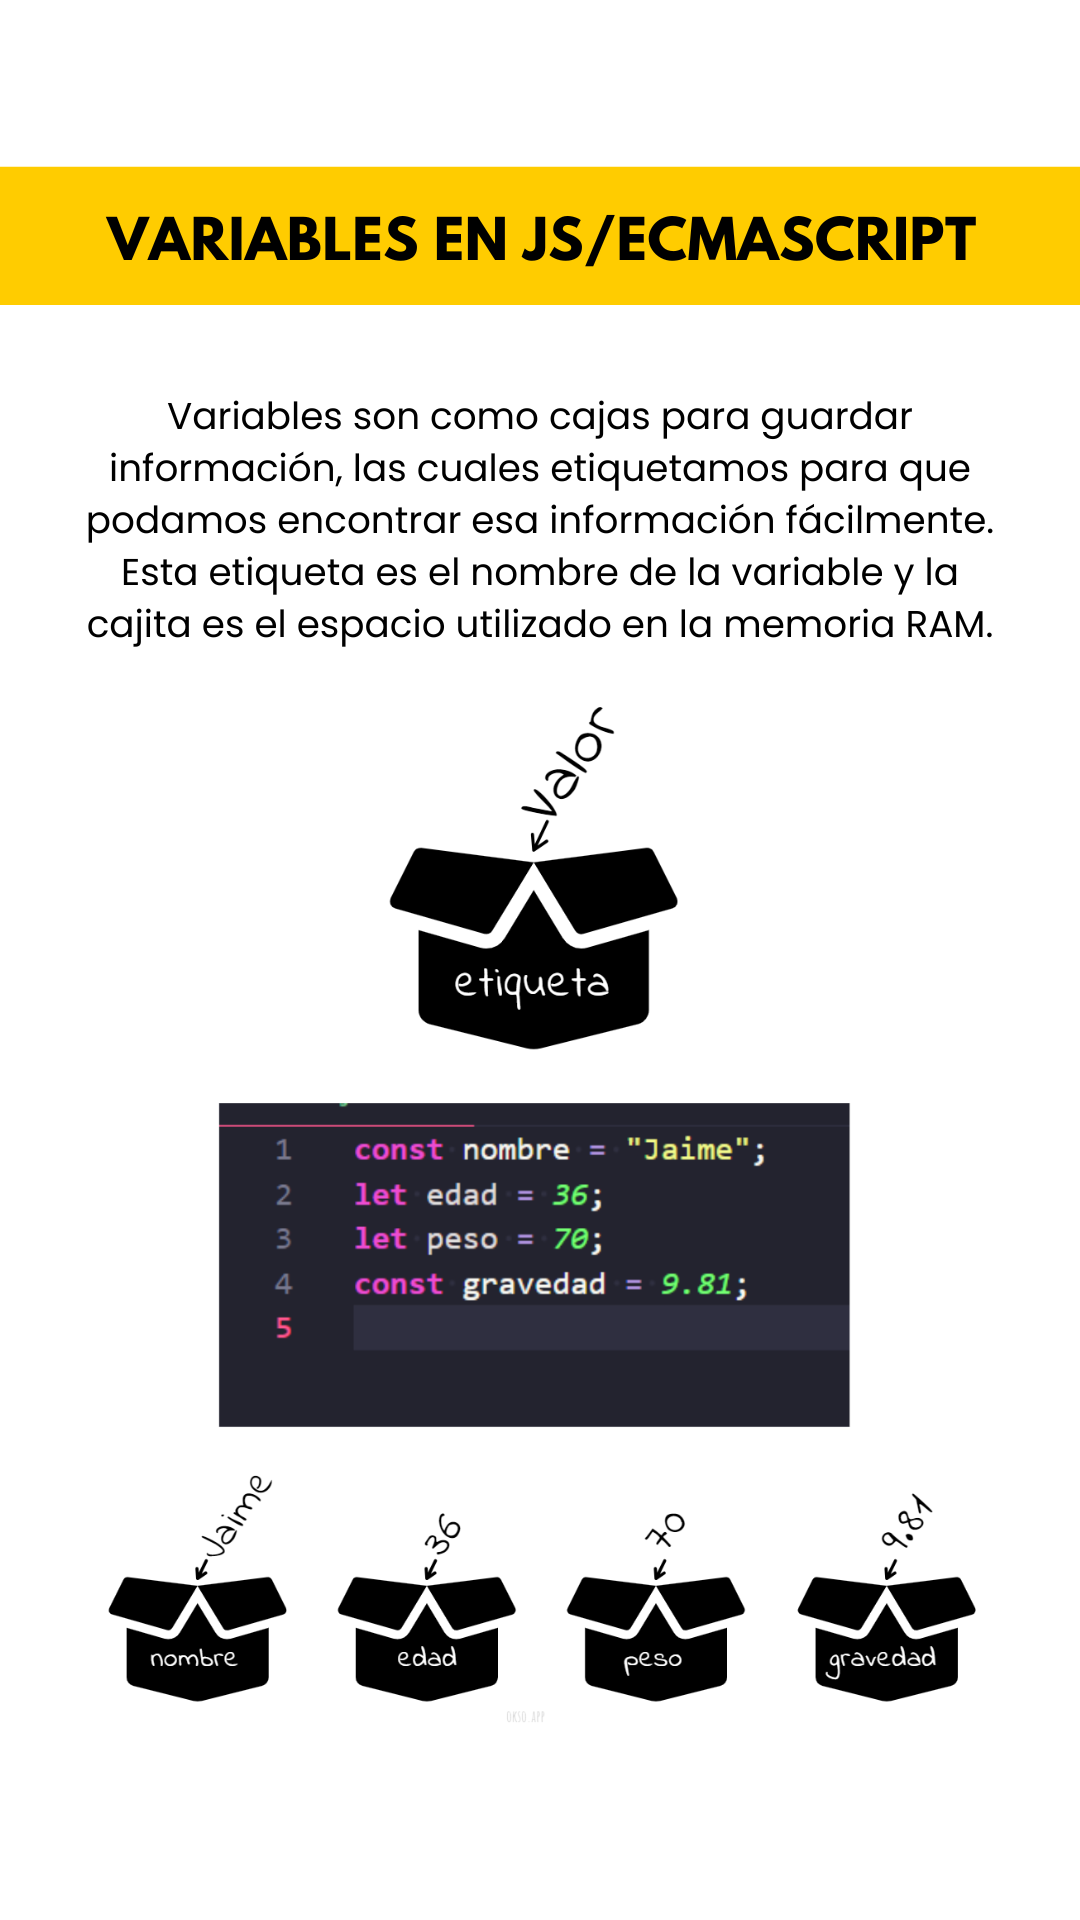 VARIABLES EN JS/ECMASCRIPT
Variables son como cajas para guardar
información, las cuales etiquetamos para que
podamos encontrar esa información fácilmente.
Esta etiqueta es el nombre de la variable y la
cajita es el espacio utilizado en la memoria RAM.
Valor
etiqueta
1 const nombre = "Jaime";
2 let edad = 36;
3 let peso = 70;
4 const gravedad = 9.81;
5
Jaime
36
70
9.81
nombre
edad
peso
gravedad
OKSO.APP